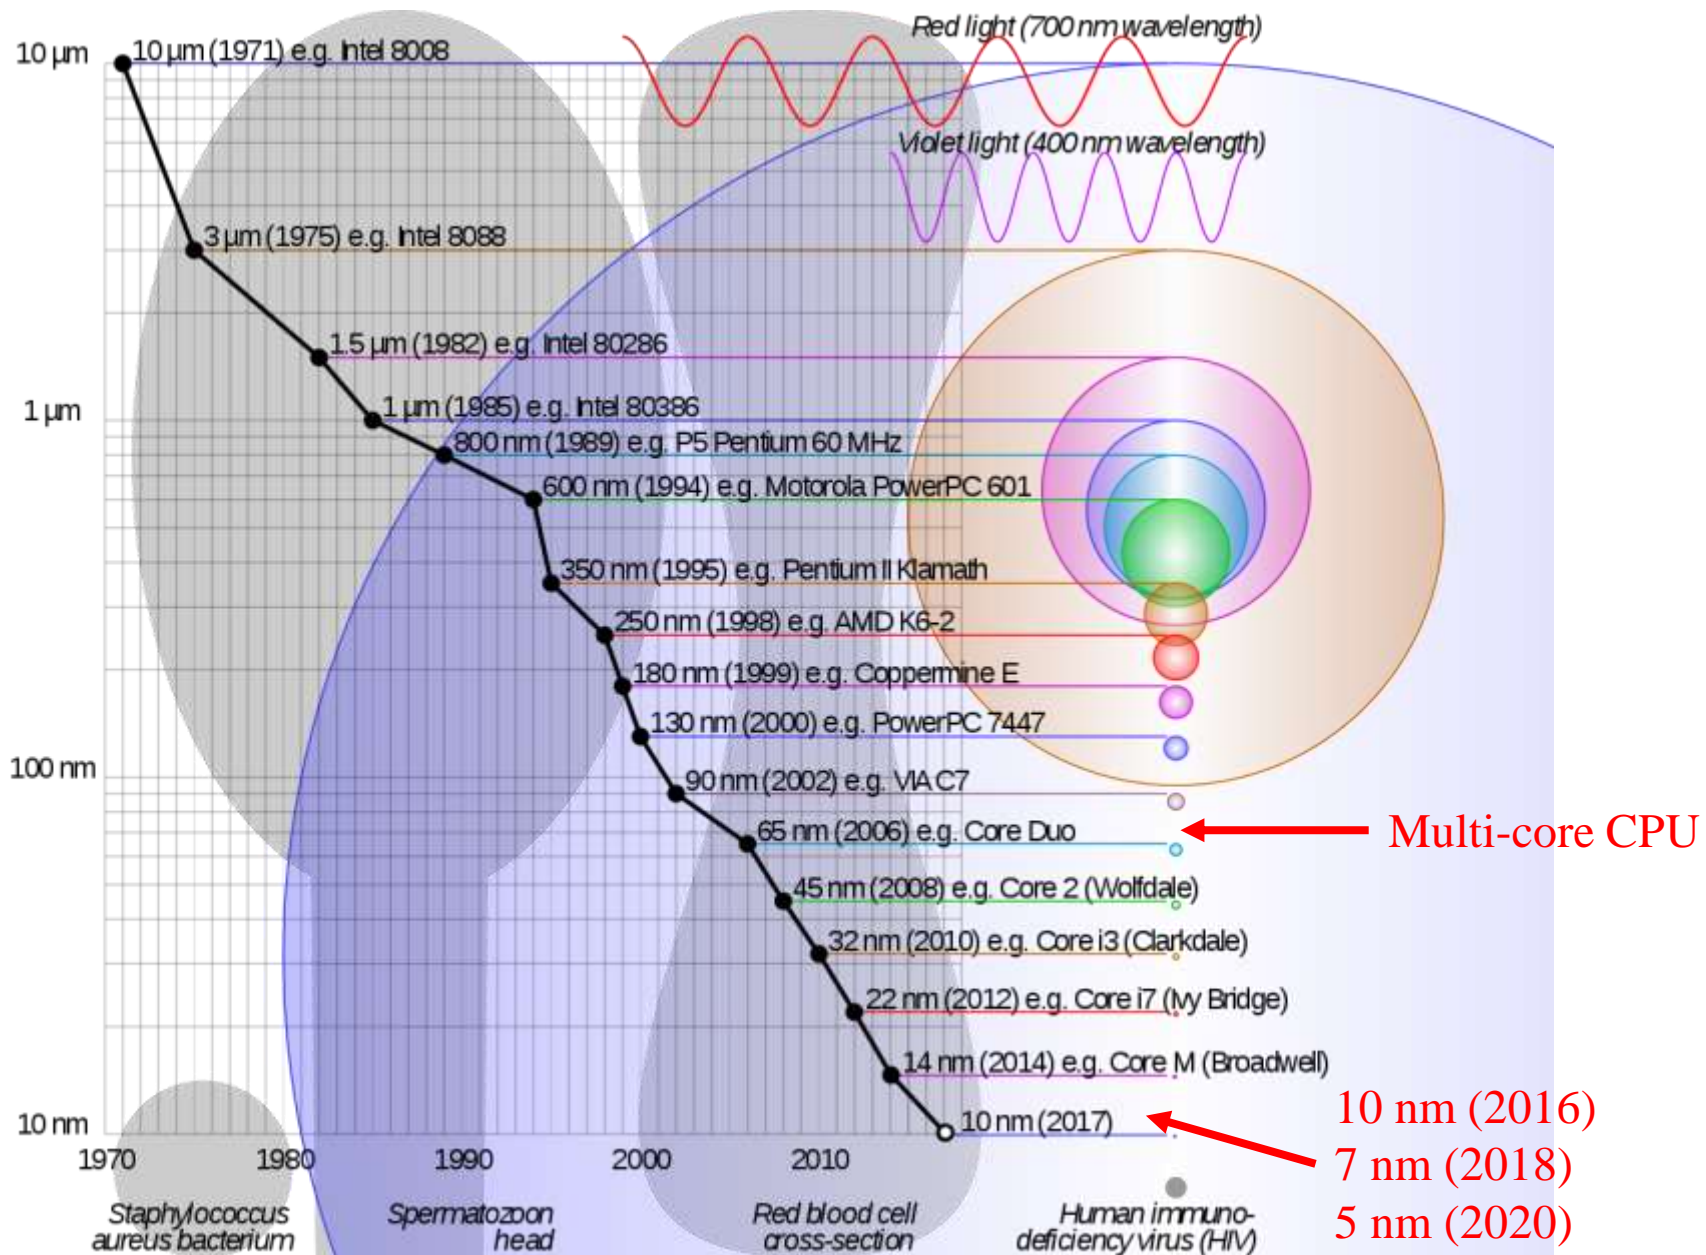 Red light (700 nm wavelength)
10 µm
10 µm (1971) e.g. Intel 8008
Violet light (400 nm wavelength)
3 µm (1975) e.g. Intel 8088
1.5 µm (1982) e.g. Intel 80286
1 µm
1 µm (1985) e.g. Intel 80386
800 nm (1989) e.g. P5 Pentium 60 MHz
600 nm (1994) e.g. Motorola PowerPC 601
350 nm (1995) e.g. Pentium II Klamath
250 nm (1998) e.g. AMD K6-2
180 nm (1999) e.g. Coppermine E
130 nm (2000) e.g. PowerPC 7447
100 nm
90 nm (2002) e.g. VIA C7
65 nm (2006) e.g. Core Duo
Multi-core CPU
45 nm (2008) e.g. Core 2 (Wolfdale)
32 nm (2010) e.g. Core i3 (Clarkdale)
22 nm (2012) e.g. Core i7 (Ivy Bridge)
14 nm (2014) e.g. Core M (Broadwell)
10 nm
10 nm (2017)
10 nm (2016)
7 nm (2018)
5 nm (2020)
1970 1980 1990 2000 2010
Staphylococcus
aureus bacterium
Spermatozoon
head
Red blood cell
cross-section
Human immuno-
deficiency virus (HIV)